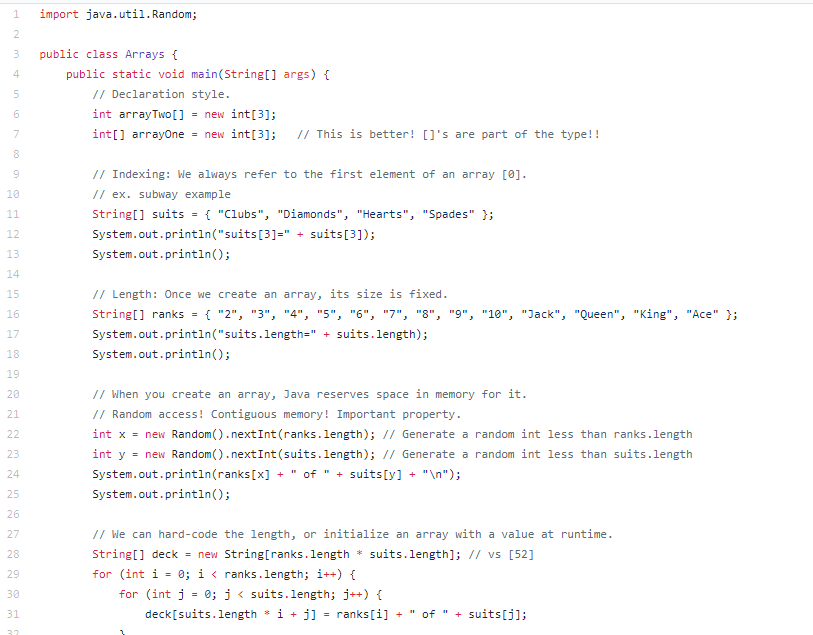 1 import java.util.Random;
2
3 public class Arrays {
4 public static void main(String[] args) {
5 // Declaration style.
6 int arrayTwo[] = new int[3];
7 int[] arrayOne = new int[3]; // This is better! []'s are part of the type!!
8
9 // Indexing: We always refer to the first element of an array [0].
10 // ex. subway example
11 String[] suits = { "Clubs", "Diamonds", "Hearts", "Spades" };
12 System.out.println("suits[3]=" + suits[3]);
13 System.out.println();
14
15 // Length: Once we create an array, its size is fixed.
16 String[] ranks = { "2", "3", "4", "5", "6", "7", "8", "9", "10", "Jack", "Queen", "King", "Ace" };
17 System.out.println("suits.length=" + suits.length);
18 System.out.println();
19
20 // When you create an array, Java reserves space in memory for it.
21 // Random access! Contiguous memory! Important property.
22 int x = new Random().nextInt(ranks.length); // Generate a random int less than ranks.length
23 int y = new Random().nextInt(suits.length); // Generate a random int less than suits.length
24 System.out.println(ranks[x] + " of " + suits[y] + "\n");
25 System.out.println();
26
27 // We can hard-code the length, or initialize an array with a value at runtime.
28 String[] deck = new String[ranks.length * suits.length]; // vs [52]
29 for (int i = 0; i < ranks.length; i++) {
30 for (int j = 0; j < suits.length; j++) {
31 deck[suits.length * i + j] = ranks[i] + " of " + suits[j];
32 }